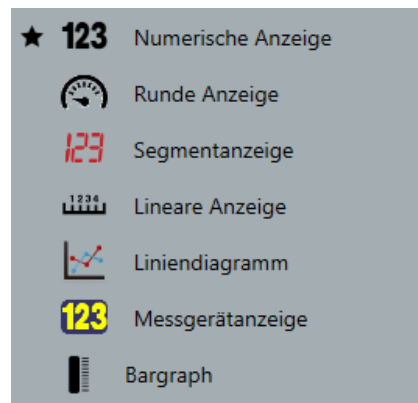 123 Numerische Anzeige
Runde Anzeige
123 Segmentanzeige
1234 Lineare Anzeige
Liniendiagramm
123 Messgerätanzeige
Bargraph